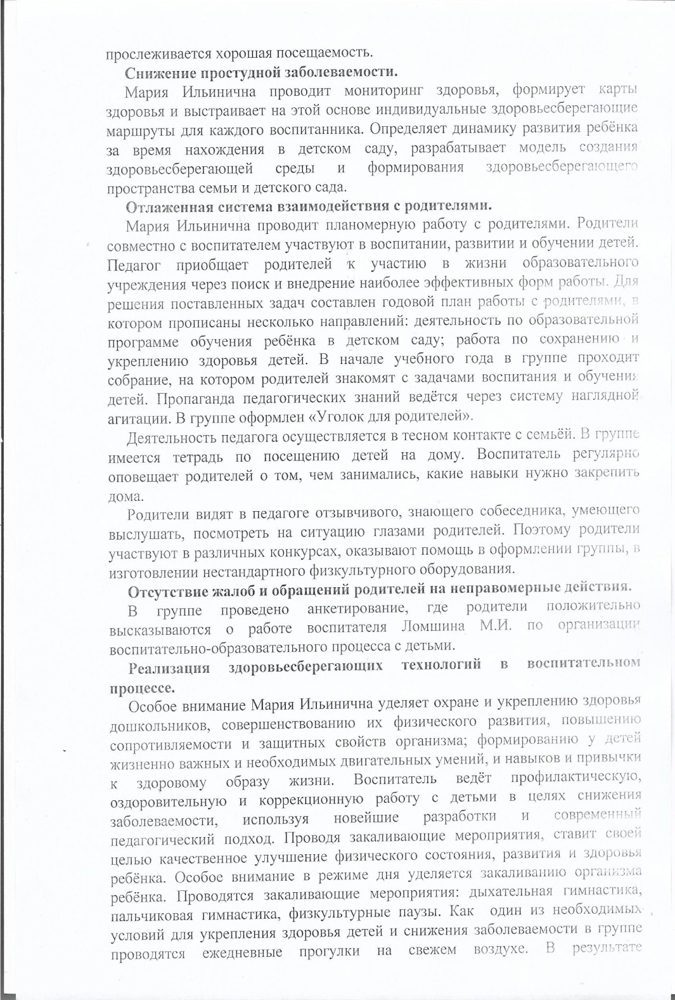 прослеживается хорошая посещаемость.
Снижение простудной заболеваемости.
Мария Ильинична проводит мониторинг здоровья, формирует карты
здоровья и выстраивает на этой основе индивидуальные здоровьесберегающие
маршруты для каждого воспитанника. Определяет динамику развития ребёнка
за время нахождения в детском саду, разрабатывает модель создания
здоровьесберегающей среды и формирования здоровьесберегающего
пространства семьи и детского сада.
Отлаженная система взаимодействия с родителями.
Мария Ильинична проводит планомерную работу с родителями. Родители
совместно с воспитателем участвуют в воспитании, развитии и обучении детей.
Педагог приобщает родителей к участию в жизни образовательного
учреждения через поиск и внедрение наиболее эффективных форм работы. Для
решения поставленных задач составлен годовой план работы с родителями, в
котором прописаны несколько направлений: деятельность по образовательной
программе обучения ребёнка в детском саду; работа по сохранению и
укреплению здоровья детей. В начале учебного года в группе проходит
собрание, на котором родителей знакомят с задачами воспитания и обучения
детей. Пропаганда педагогических знаний ведётся через систему наглядной
агитации. В группе оформлен «Уголок для родителей».
Деятельность педагога осуществляется в тесном контакте с семьёй. В группе
имеется тетрадь по посещению детей на дому. Воспитатель регулярно
оповещает родителей о том, чем занимались, какие навыки нужно закрепить
дома.
Родители видят в педагоге отзывчивого, знающего собеседника, умеющего
выслушать, посмотреть на ситуацию глазами родителей. Поэтому родители
участвуют в различных конкурсах, оказывают помощь в оформлении группы, в
изготовлении нестандартного физкультурного оборудования.
Отсутствие жалоб и обращений родителей на неправомерные действия.
В группе проведено анкетирование, где родители положительно
высказываются о работе воспитателя Ломшина М.И. по организации
воспитательно-образовательного процесса с детьми.
Реализация здоровьесберегающих технологий в воспитательном
процессе.
Особое внимание Мария Ильинична уделяет охране и укреплению здоровья
дошкольников, совершенствованию их физического развития, повышению
сопротивляемости и защитных свойств организма; формированию у детей
жизненно важных и необходимых двигательных умений, и навыков и привычки
к здоровому образу жизни. Воспитатель ведёт профилактическую,
оздоровительную и коррекционную работу с детьми в целях снижения
заболеваемости, используя новейшие разработки и современный
педагогический подход. Проводя закаливающие мероприятия, ставит своей
целью качественное улучшение физического состояния, развития и здоровья
ребёнка. Особое внимание в режиме дня уделяется закаливанию организма
ребёнка. Проводятся закаливающие мероприятия: дыхательная гимнастика,
пальчиковая гимнастика, физкультурные паузы. Как один из необходимых
условий для укрепления здоровья детей и снижения заболеваемости в группе
проводятся ежедневные прогулки на свежем воздухе. В результате